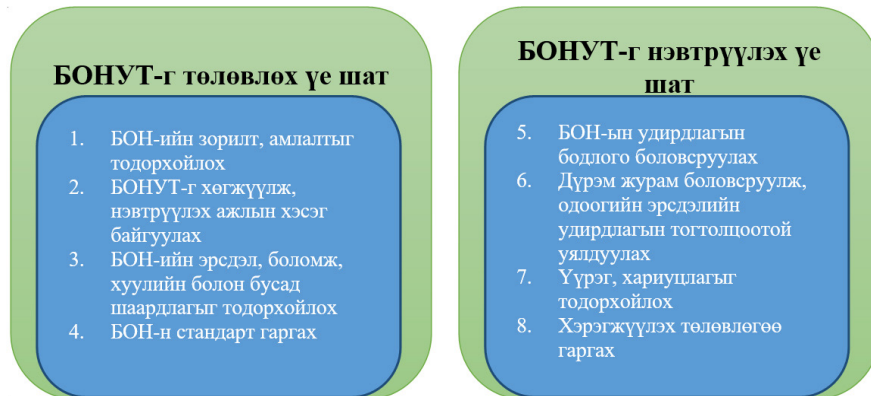 БОНУТ-г төлөвлөх үе шат
1. БОН-ийн зорилт, амлалтыг
тодорхойлох
2. БОНУТ-г хөгжүүлж,
нэвтрүүлэх ажлын хэсэг
байгуулах
3. БОН-ийн эрсдэл, боломж,
хуулийн болон бусад
шаардлагыг тодорхойлох
4. БОН-н стандарт гаргах
БОНУТ-г нэвтрүүлэх үе
шат
5. БОН-ын удирдлагын
бодлого боловсруулах
6. Дүрэм журам боловсруулж,
одоогийн эрсдэлийн
удирдлагын тогтолцоотой
уялдуулах
7. Үүрэг, хариуцлагыг
тодорхойлох
8. Хэрэгжүүлэх төлөвлөгөө
гаргах